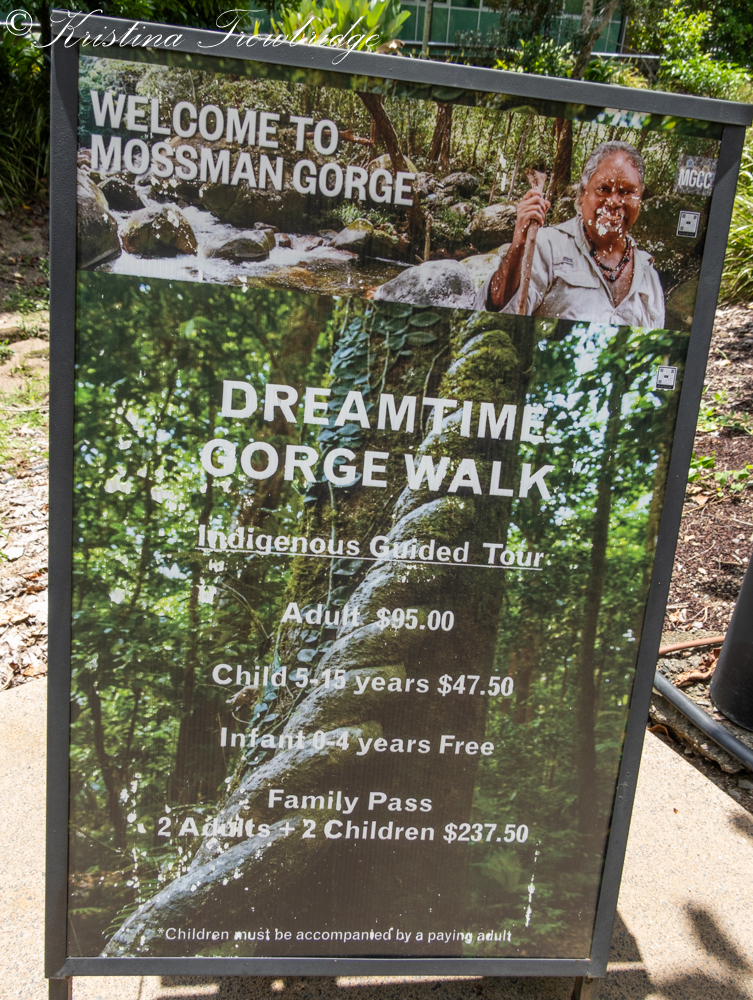 © Kristina Trowbridge
WELCOME TO
MOSSMAN GORGE
MGCC
DREAMTIME
GORGE WALK
Indigenous Guided Tour
Adult $95.00
Child 5-15 years $47.50
Infant 0-4 years Free
Family Pass
2 Adults + 2 Children $237.50
*Children must be accompanied by a paying adult